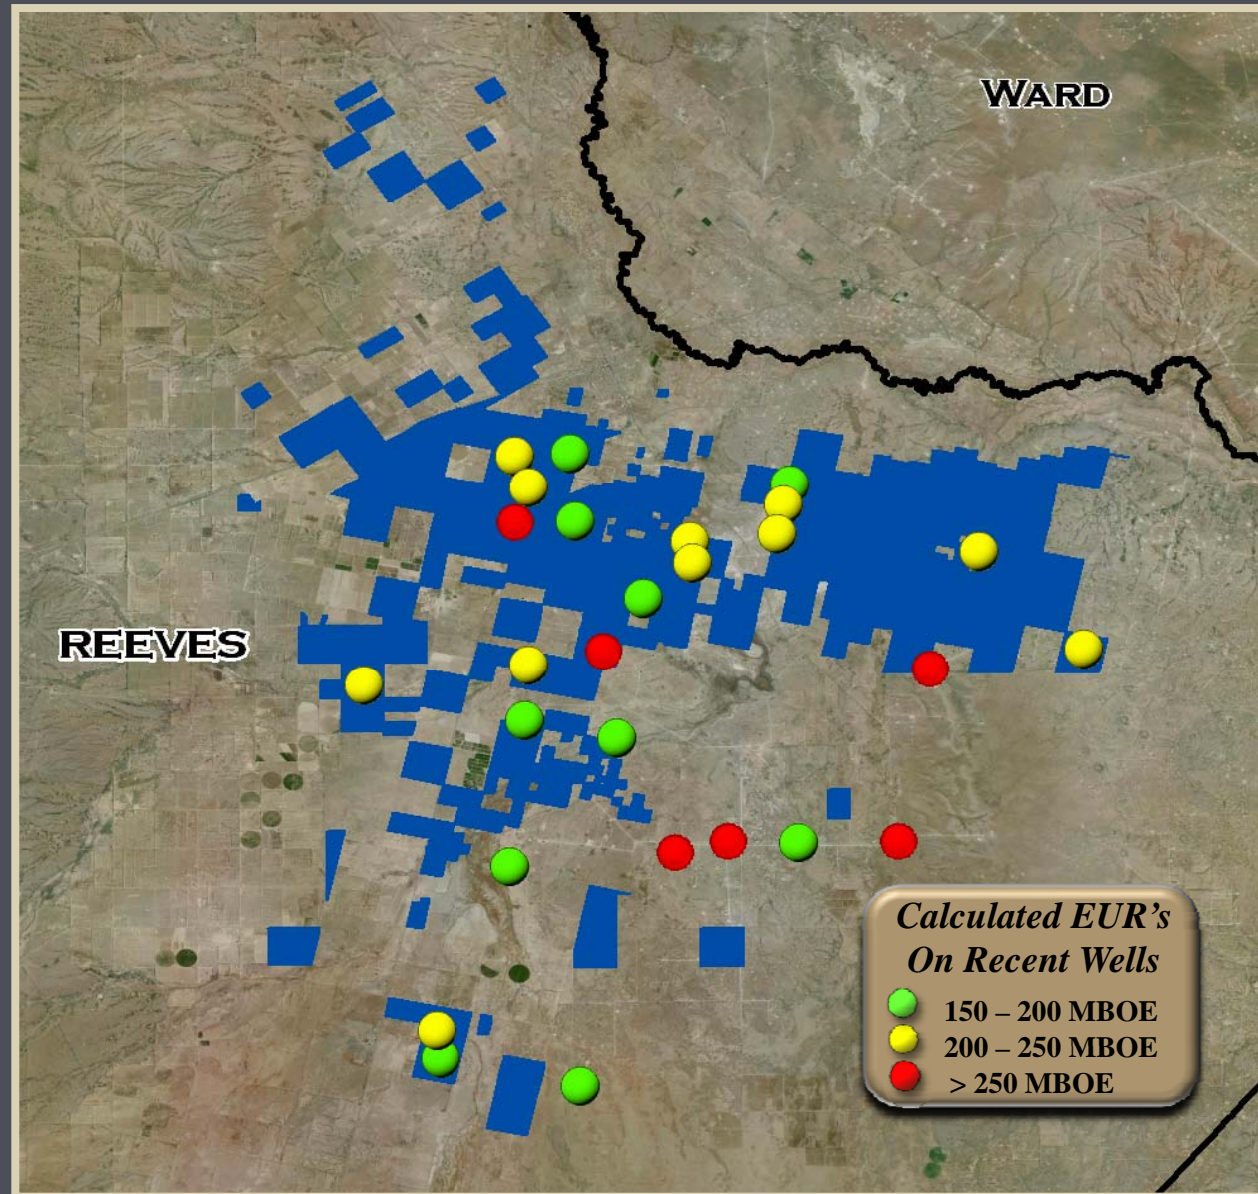 WARD
REEVES
Calculated EUR's
On Recent Wells
150 – 200 MBOE
200 – 250 MBOE
> 250 MBOE